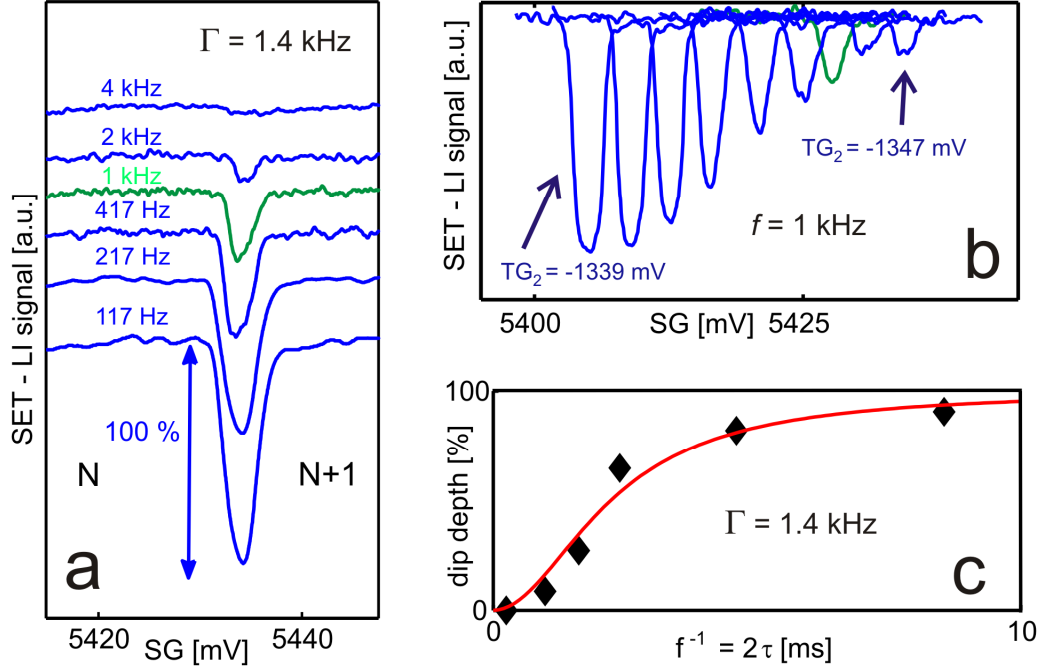 Γ = 1.4 kHz
4 kHz
2 kHz
1 kHz
417 Hz
217 Hz
117 Hz
100 %
N
N+1
a
5420
5440
SG [mV]
SET - LI signal [a.u.]
SET - LI signal [a.u.]
TG2 = -1347 mV
f = 1 kHz
TG2 = -1339 mV
b
5400
SG [mV]
5425
100
dip depth [%]
Γ = 1.4 kHz
c
0
0
f-1 = 2τ [ms]
10